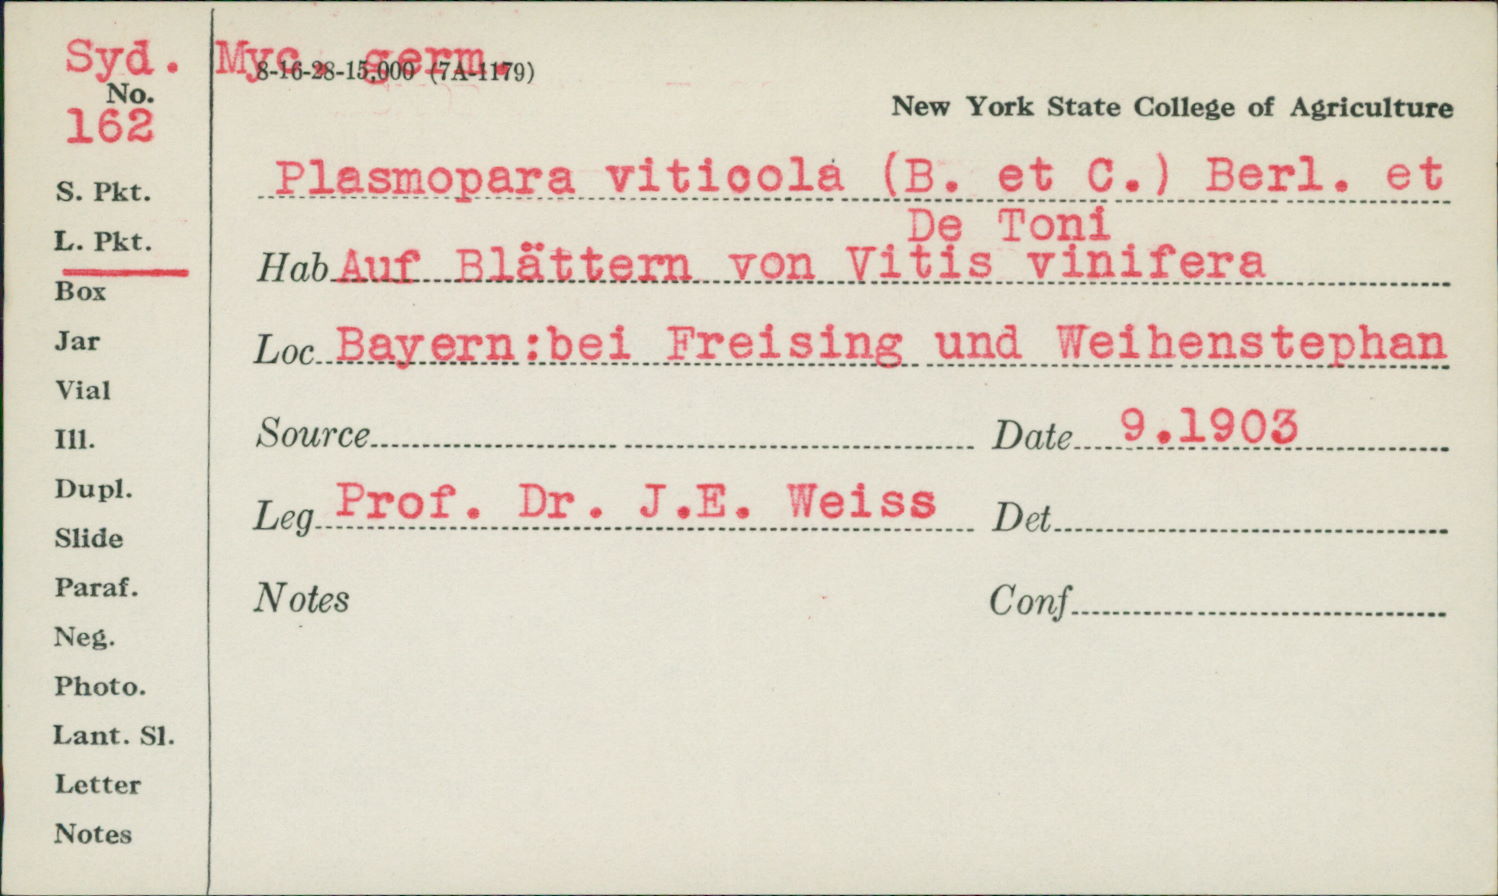 Syd. Myc. germ.
8-16-28-15,000 (7A-1179)
No.
162
New York State College of Agriculture
Plasmopara viticola (B. et C.) Berl. et
De Toni
Hab Auf Blättern von Vitis vinifera
Loc Bayern:bei Freising und Weihenstephan
Source
Date 9.1903
Leg Prof. Dr. J.E. Weiss
Det
Notes
Conf
S. Pkt.
L. Pkt.
Box
Jar
Vial
Ill.
Dupl.
Slide
Paraf.
Neg.
Photo.
Lant. Sl.
Letter
Notes